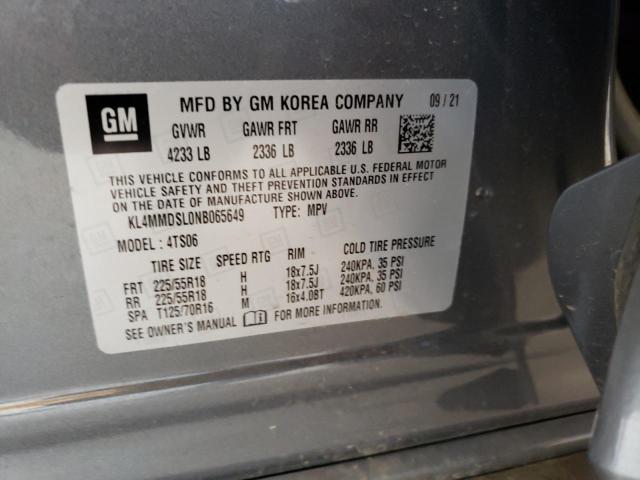 GM
MFD BY GM KOREA COMPANY 09/21
GVWR GAWR FRT GAWR RR
4233 LB 2336 LB 2336 LB
THIS VEHICLE CONFORMS TO ALL APPLICABLE U.S. FEDERAL MOTOR
VEHICLE SAFETY AND THEFT PREVENTION STANDARDS IN EFFECT
ON THE DATE OF MANUFACTURE SHOWN ABOVE.
KL4MMDSL0NB065649 TYPE: MPV
MODEL: 4TS06
TIRE SIZE SPEED RTG RIM COLD TIRE PRESSURE
FRT 225/55R18 H 18x7.5J 240KPA, 35 PSI
RR 225/55R18 H 18x7.5J 240KPA, 35 PSI
SPA T125/70R16 M 16x4.0BT 420KPA, 60 PSI
SEE OWNER'S MANUAL FOR MORE INFORMATION.